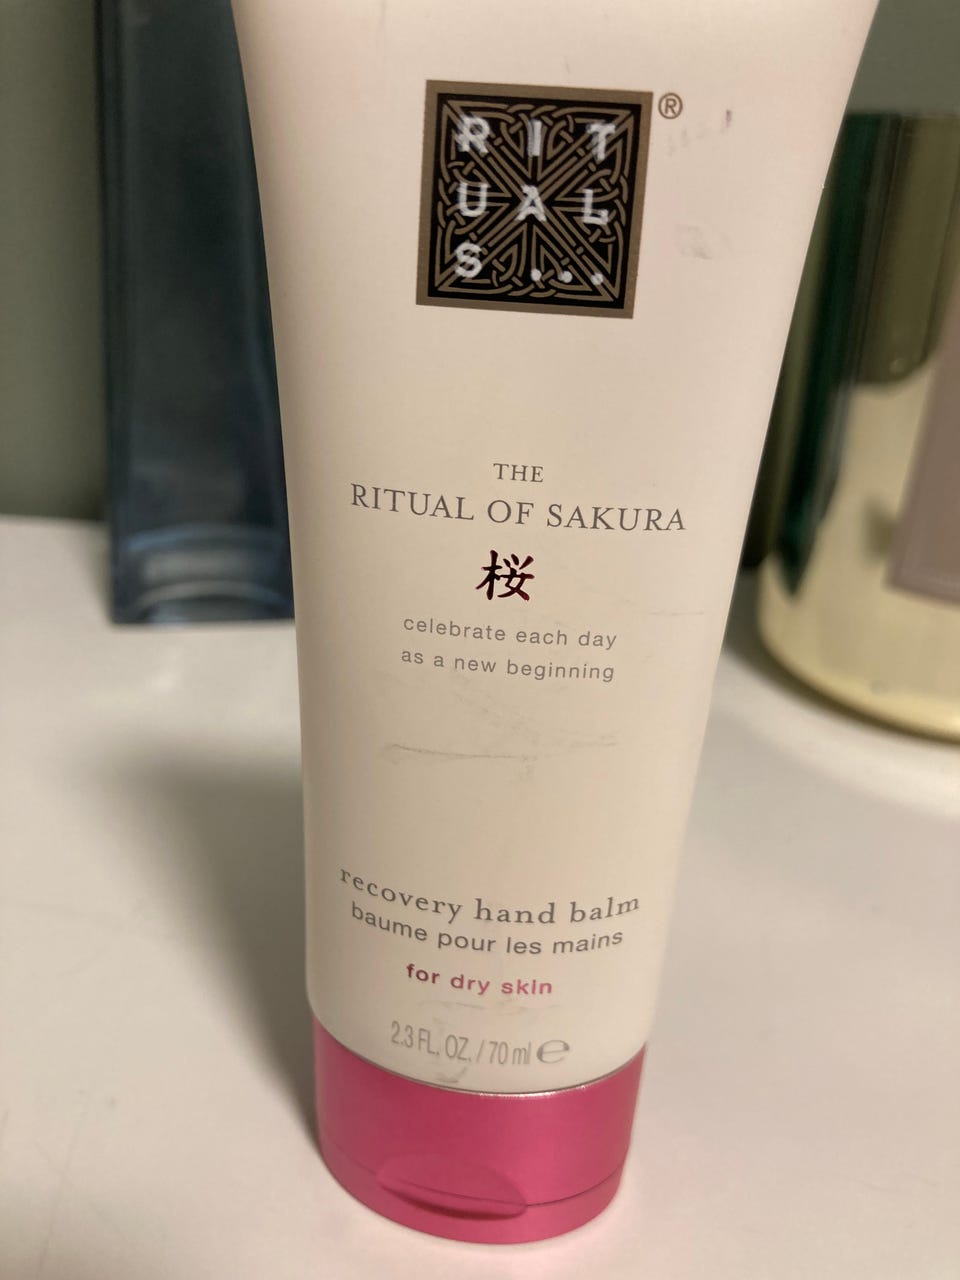 RIT
UAL
S...
®
THE
RITUAL OF SAKURA
桜
celebrate each day
as a new beginning
recovery hand balm
baume pour les mains
for dry skin
2.3 FL. OZ. / 70 ml ℮